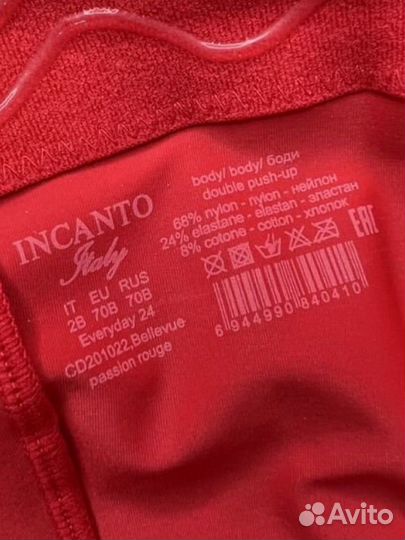 INCANTO
Italy
IT EU RUS
2B 70B 70B
Everyday 24
CD201022,Bellevue
passion rouge
body/ body/ боди
double push-up
68% nylon - nylon - нейлон
24% elastane - elastan - эластан
8% cotone - cotton - хлопок
EAC
6 944990 840410
Avito